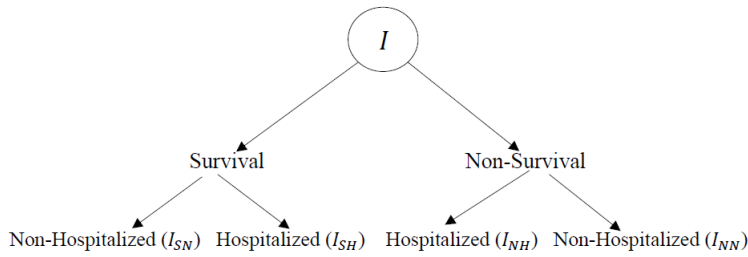 I
Survival Non-Survival
Non-Hospitalized (I_SN) Hospitalized (I_SH) Hospitalized (I_NH) Non-Hospitalized (I_NN)